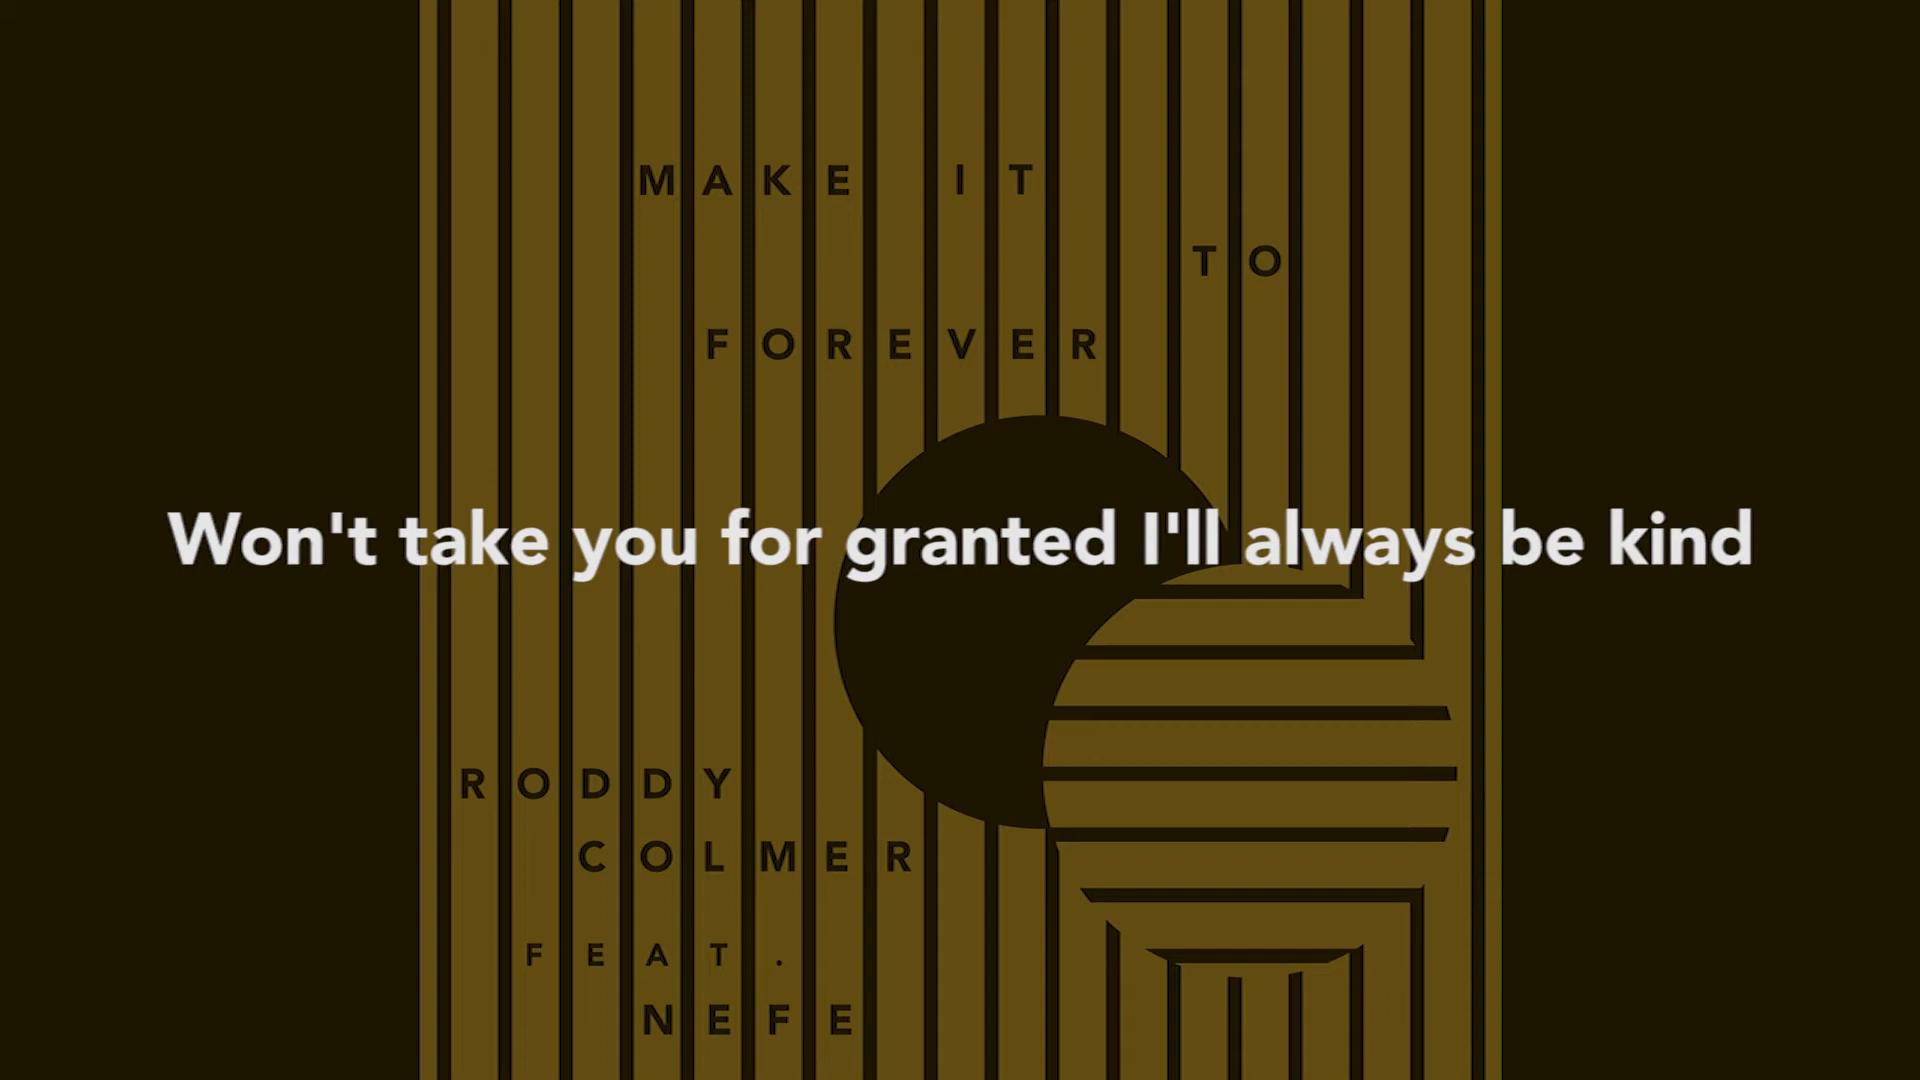 MAKE IT
TO
FOREVER
Won't take you for granted I'll always be kind
RODDY
COLMER
FEAT.
NEFE